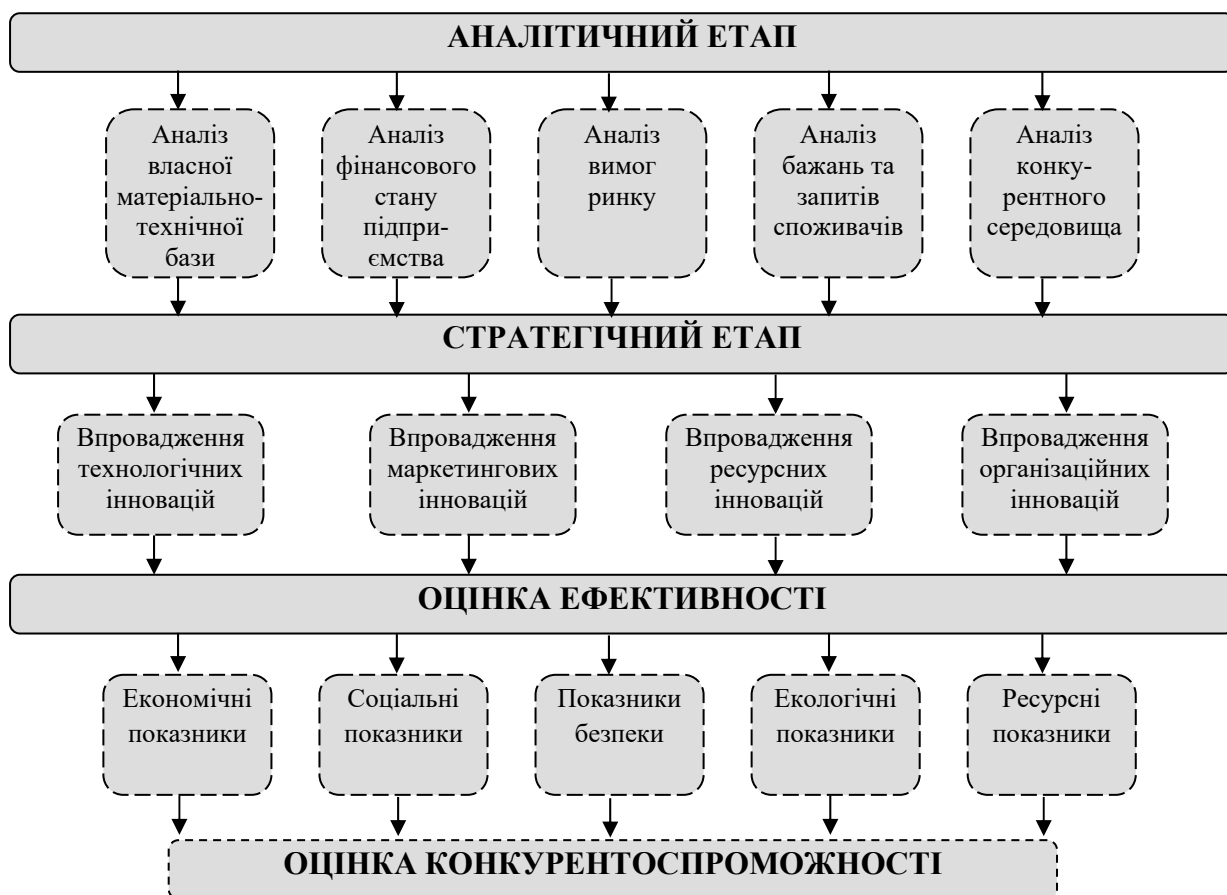 АНАЛІТИЧНИЙ ЕТАП
Аналіз
власної
матеріально-
технічної
бази
Аналіз
фінансового
стану
підпри-
ємства
Аналіз
вимог
ринку
Аналіз
бажань та
запитів
споживачів
Аналіз
конку-
рентного
середовища
СТРАТЕГІЧНИЙ ЕТАП
Впровадження
технологічних
інновацій
Впровадження
маркетингових
інновацій
Впровадження
ресурсних
інновацій
Впровадження
організаційних
інновацій
ОЦІНКА ЕФЕКТИВНОСТІ
Економічні
показники
Соціальні
показники
Показники
безпеки
Екологічні
показники
Ресурсні
показники
ОЦІНКА КОНКУРЕНТОСПРОМОЖНОСТІ